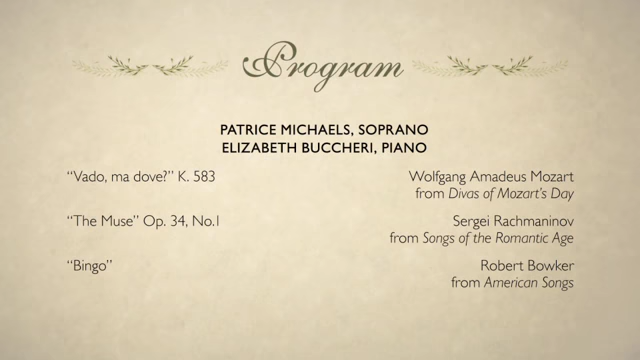 Program
PATRICE MICHAELS, SOPRANO
ELIZABETH BUCCHERI, PIANO
“Vado, ma dove?” K. 583 Wolfgang Amadeus Mozart
from Divas of Mozart’s Day
“The Muse” Op. 34, No.1 Sergei Rachmaninov
from Songs of the Romantic Age
“Bingo” Robert Bowker
from American Songs